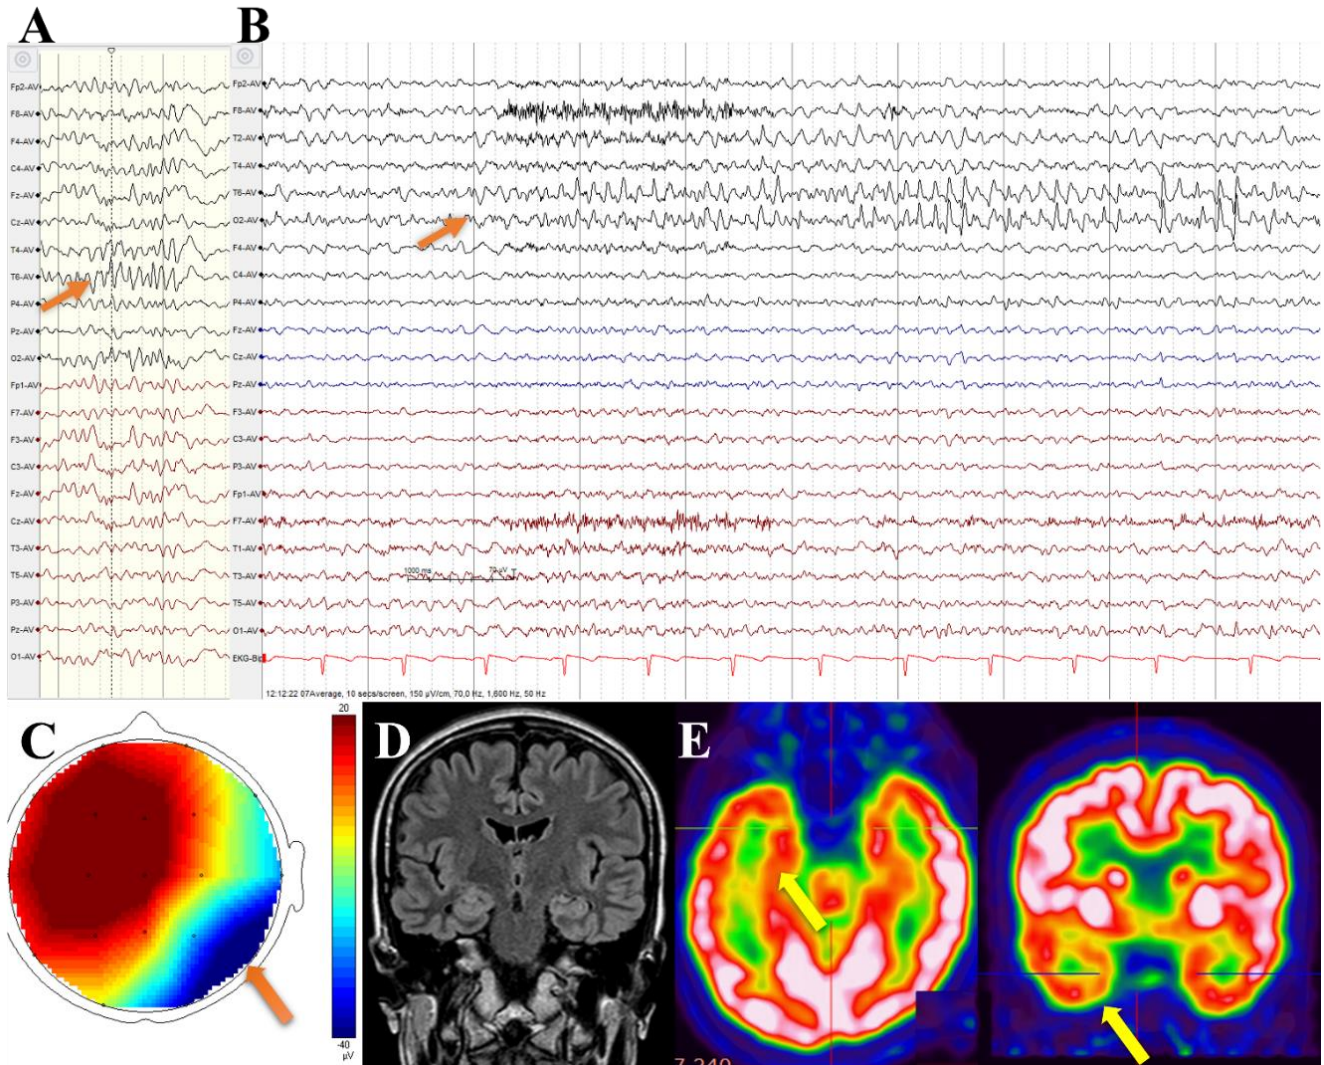 A
B
Fp2-AV
F8-AV
F4-AV
C4-AV
Fz-AV
Cz-AV
T4-AV
T6-AV
P4-AV
Pz-AV
O2-AV
Fp1-AV
F7-AV
F3-AV
C3-AV
Fz-AV
Cz-AV
T3-AV
T5-AV
P3-AV
Pz-AV
O1-AV
Fp2-AV
F8-AV
T2-AV
T4-AV
T6-AV
O2-AV
F4-AV
C4-AV
P4-AV
Fz-AV
Cz-AV
Pz-AV
F3-AV
C3-AV
P3-AV
Fp1-AV
F7-AV
T1-AV
T3-AV
T5-AV
O1-AV
EKG-Bi
1000 ms 70 µV
12:12:22 07Average, 10 secs/screen, 150 µV/cm, 70,0 Hz, 1,600 Hz, 50 Hz
C
20
-40
µV
D
E